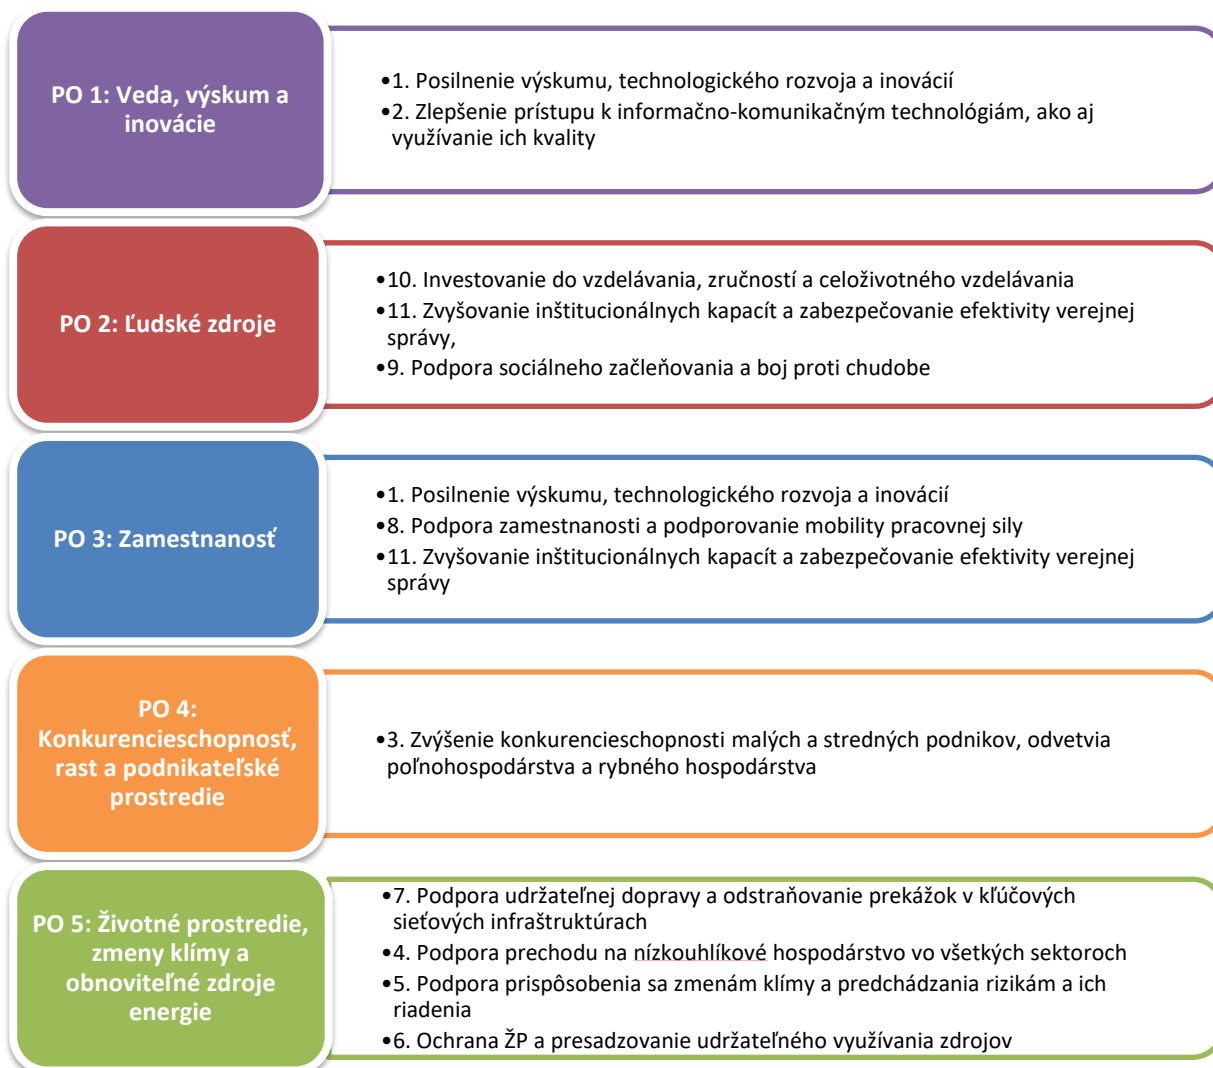 PO 1: Veda, výskum a
inovácie
•1. Posilnenie výskumu, technologického rozvoja a inovácií
•2. Zlepšenie prístupu k informačno-komunikačným technológiám, ako aj
využívanie ich kvality
PO 2: Ľudské zdroje
•10. Investovanie do vzdelávania, zručností a celoživotného vzdelávania
•11. Zvyšovanie inštitucionálnych kapacít a zabezpečovanie efektivity verejnej
správy,
•9. Podpora sociálneho začleňovania a boj proti chudobe
PO 3: Zamestnanosť
•1. Posilnenie výskumu, technologického rozvoja a inovácií
•8. Podpora zamestnanosti a podporovanie mobility pracovnej sily
•11. Zvyšovanie inštitucionálnych kapacít a zabezpečovanie efektivity verejnej
správy
PO 4:
Konkurencieschopnosť,
rast a podnikateľské
prostredie
•3. Zvýšenie konkurencieschopnosti malých a stredných podnikov, odvetvia
poľnohospodárstva a rybného hospodárstva
PO 5: Životné prostredie,
zmeny klímy a
obnoviteľné zdroje
energie
•7. Podpora udržateľnej dopravy a odstraňovanie prekážok v kľúčových
sieťových infraštruktúrach
•4. Podpora prechodu na nízkouhlíkové hospodárstvo vo všetkých sektoroch
•5. Podpora prispôsobenia sa zmenám klímy a predchádzania rizikám a ich
riadenia
•6. Ochrana ŽP a presadzovanie udržateľného využívania zdrojov